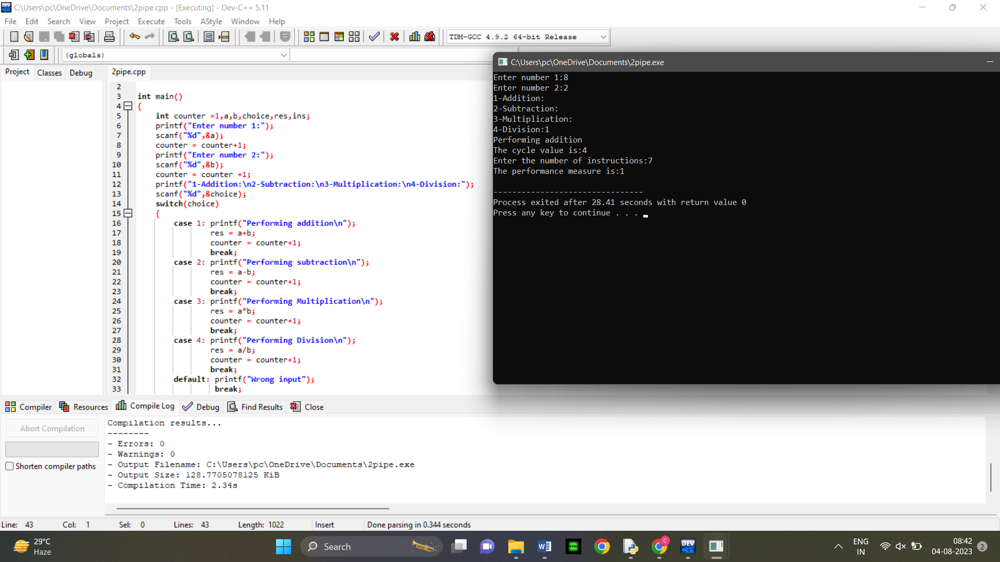 C:\Users\pc\OneDrive\Documents\2pipe.cpp - [Executing] - Dev-C++ 5.11
File Edit Search View Project Execute Tools AStyle Window Help
TDM-GCC 4.9.2 64-bit Release
(globals)
Project Classes Debug
2pipe.cpp
2
3 int main()
4 {
5 int counter =1,a,b,choice,res,ins;
6 printf("Enter number 1:");
7 scanf("%d",&a);
8 counter = counter+1;
9 printf("Enter number 2:");
10 scanf("%d",&b);
11 counter = counter +1;
12 printf("1-Addition:\n2-Subtraction:\n3-Multiplication:\n4-Division:");
13 scanf("%d",&choice);
14 switch(choice)
15 {
16 case 1: printf("Performing addition\n");
17 res = a+b;
18 counter = counter+1;
19 break;
20 case 2: printf("Performing subtraction\n");
21 res = a-b;
22 counter = counter+1;
23 break;
24 case 3: printf("Performing Multiplication\n");
25 res = a*b;
26 counter = counter+1;
27 break;
28 case 4: printf("Performing Division\n");
29 res = a/b;
30 counter = counter+1;
31 break;
32 default: printf("Wrong input");
33 break;
C:\Users\pc\OneDrive\Documents\2pipe.exe
Enter number 1:8
Enter number 2:2
1-Addition:
2-Subtraction:
3-Multiplication:
4-Division:1
Performing addition
The cycle value is:4
Enter the number of instructions:7
The performance measure is:1
--------------------------------
Process exited after 28.41 seconds with return value 0
Press any key to continue . . .
Compiler Resources Compile Log Debug Find Results Close
Abort Compilation
Shorten compiler paths
Compilation results...
--------
- Errors: 0
- Warnings: 0
- Output Filename: C:\Users\pc\OneDrive\Documents\2pipe.exe
- Output Size: 128.7705078125 KiB
- Compilation Time: 2.34s
Line: 43 Col: 1 Sel: 0 Lines: 43 Length: 1022 Insert Done parsing in 0.344 seconds
29°C
Haze
Search
DEV
C
ENG
IN
08:42
04-08-2023
2